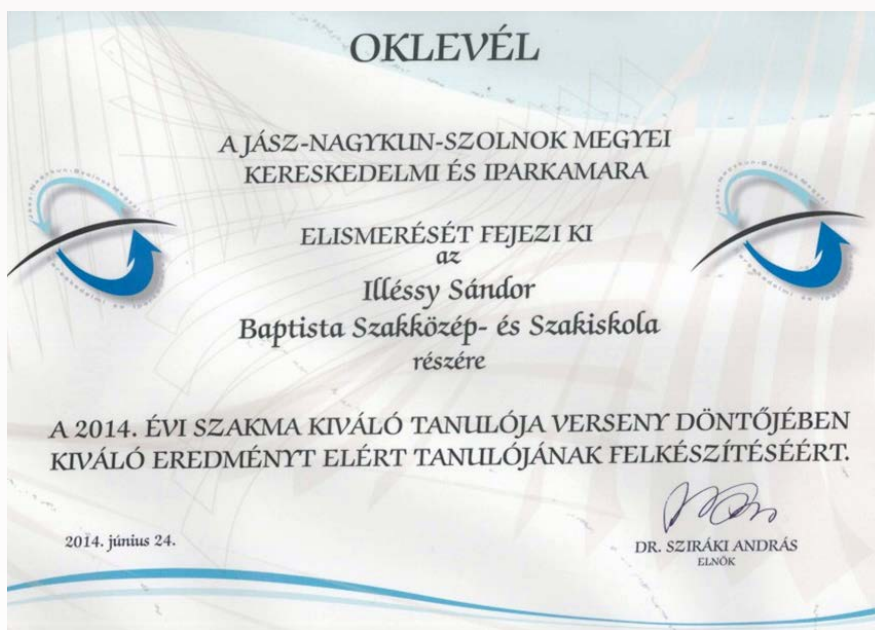 OKLEVÉL
A JÁSZ-NAGYKUN-SZOLNOK MEGYEI
KERESKEDELMI ÉS IPARKAMARA
ELISMERÉSÉT FEJEZI KI
az
Illéssy Sándor
Baptista Szakközép- és Szakiskola
részére
A 2014. ÉVI SZAKMA KIVÁLÓ TANULÓJA VERSENY DÖNTŐJÉBEN
KIVÁLÓ EREDMÉNYT ELÉRT TANULÓJÁNAK FELKÉSZÍTÉSÉÉRT.
2014. június 24.
DR. SZIRÁKI ANDRÁS
ELNÖK